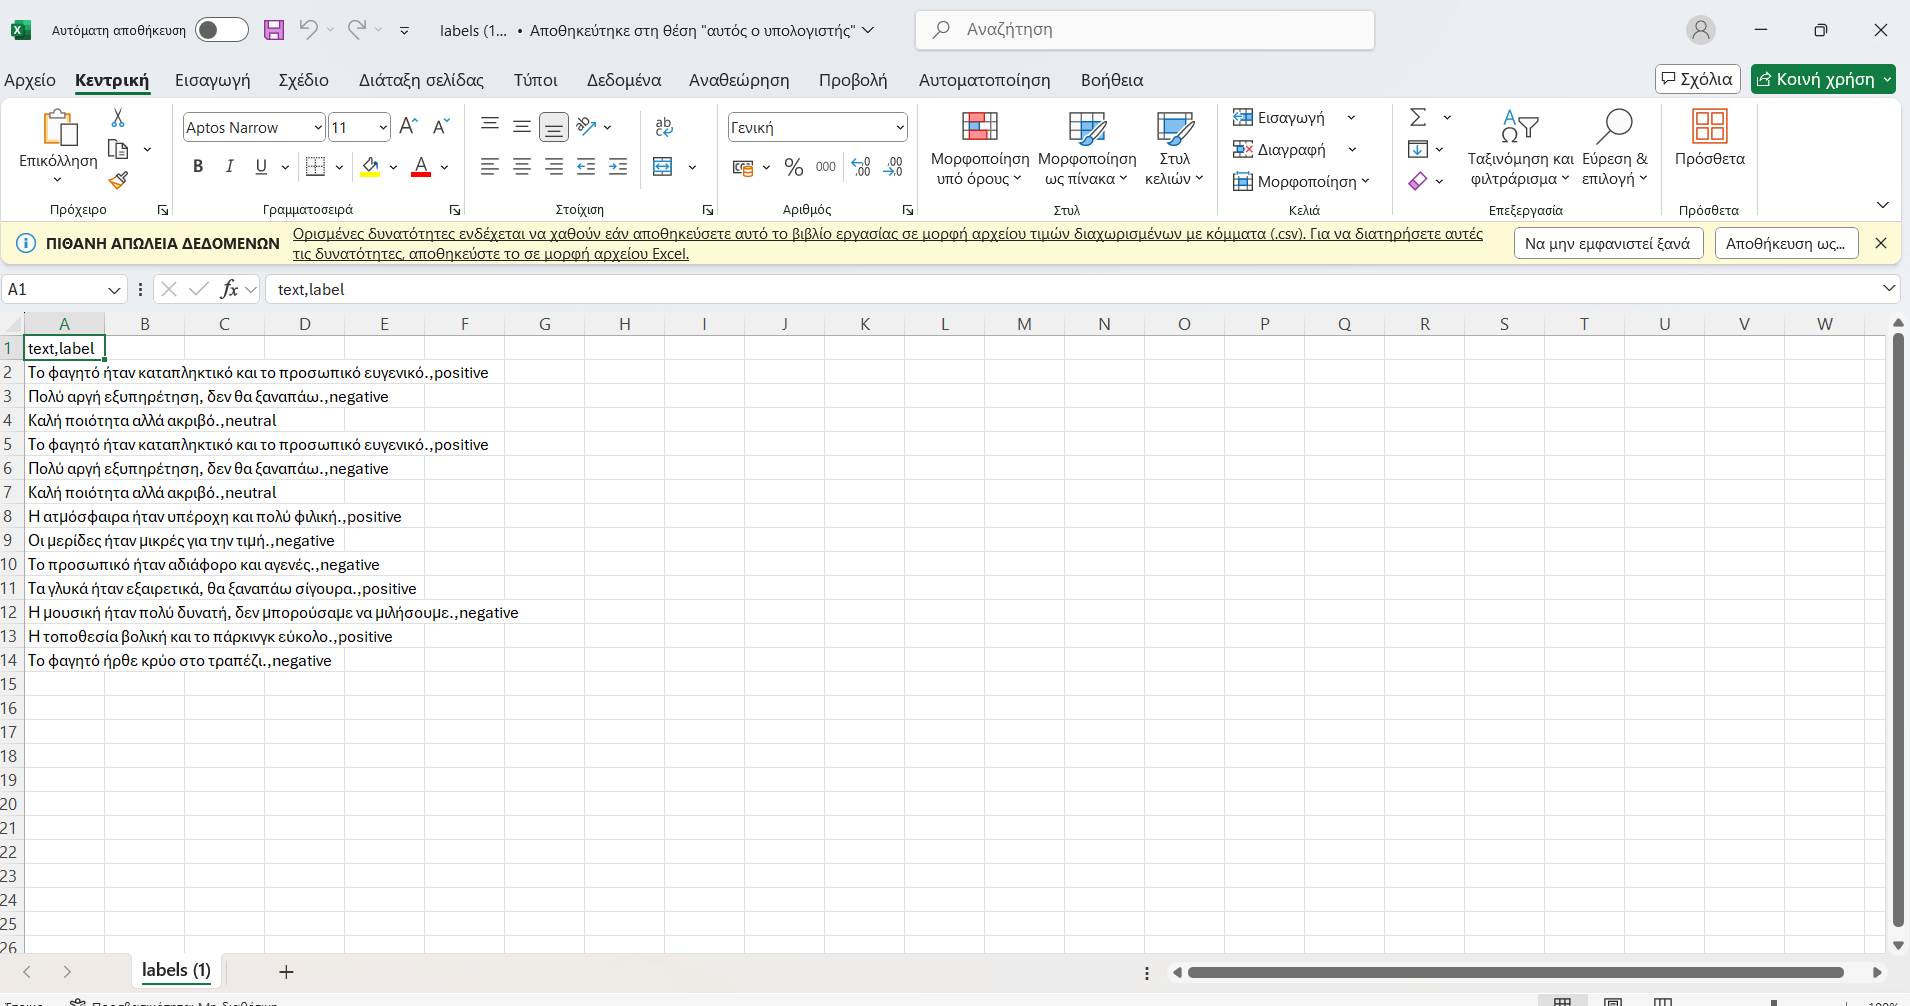 Αυτόματη αποθήκευση
labels (1... • Αποθηκεύτηκε στη θέση "αυτός ο υπολογιστής"
Αναζήτηση
Αρχείο Κεντρική Εισαγωγή Σχέδιο Διάταξη σελίδας Τύποι Δεδομένα Αναθεώρηση Προβολή Αυτοματοποίηση Βοήθεια
Σχόλια Κοινή χρήση
Επικόλληση
Πρόχειρο
Aptos Narrow 11
B I U
Γραμματοσειρά
ab
Στοίχιση
Γενική
% 000
Αριθμός
Μορφοποίηση υπό όρους
Μορφοποίηση ως πίνακα
Στυλ κελιών
Στυλ
Εισαγωγή
Διαγραφή
Μορφοποίηση
Κελιά
Ταξινόμηση και φιλτράρισμα
Εύρεση & επιλογή
Επεξεργασία
Πρόσθετα
Πρόσθετα
ΠΙΘΑΝΗ ΑΠΩΛΕΙΑ ΔΕΔΟΜΕΝΩΝ
Ορισμένες δυνατότητες ενδέχεται να χαθούν εάν αποθηκεύσετε αυτό το βιβλίο εργασίας σε μορφή αρχείου τιμών διαχωρισμένων με κόμματα (.csv). Για να διατηρήσετε αυτές
τις δυνατότητες, αποθηκεύστε το σε μορφή αρχείου Excel.
Να μην εμφανιστεί ξανά
Αποθήκευση ως...
A1
fx
text,label
A B C D E F G H I J K L M N O P Q R S T U V W
1 text,label
2 Το φαγητό ήταν καταπληκτικό και το προσωπικό ευγενικό.,positive
3 Πολύ αργή εξυπηρέτηση, δεν θα ξαναπάω.,negative
4 Καλή ποιότητα αλλά ακριβό.,neutral
5 Το φαγητό ήταν καταπληκτικό και το προσωπικό ευγενικό.,positive
6 Πολύ αργή εξυπηρέτηση, δεν θα ξαναπάω.,negative
7 Καλή ποιότητα αλλά ακριβό.,neutral
8 Η ατμόσφαιρα ήταν υπέροχη και πολύ φιλική.,positive
9 Οι μερίδες ήταν μικρές για την τιμή.,negative
10 Το προσωπικό ήταν αδιάφορο και αγενές.,negative
11 Τα γλυκά ήταν εξαιρετικά, θα ξαναπάω σίγουρα.,positive
12 Η μουσική ήταν πολύ δυνατή, δεν μπορούσαμε να μιλήσουμε.,negative
13 Η τοποθεσία βολική και το πάρκινγκ εύκολο.,positive
14 Το φαγητό ήρθε κρύο στο τραπέζι.,negative
15
16
17
18
19
20
21
22
23
24
25
26
labels (1)